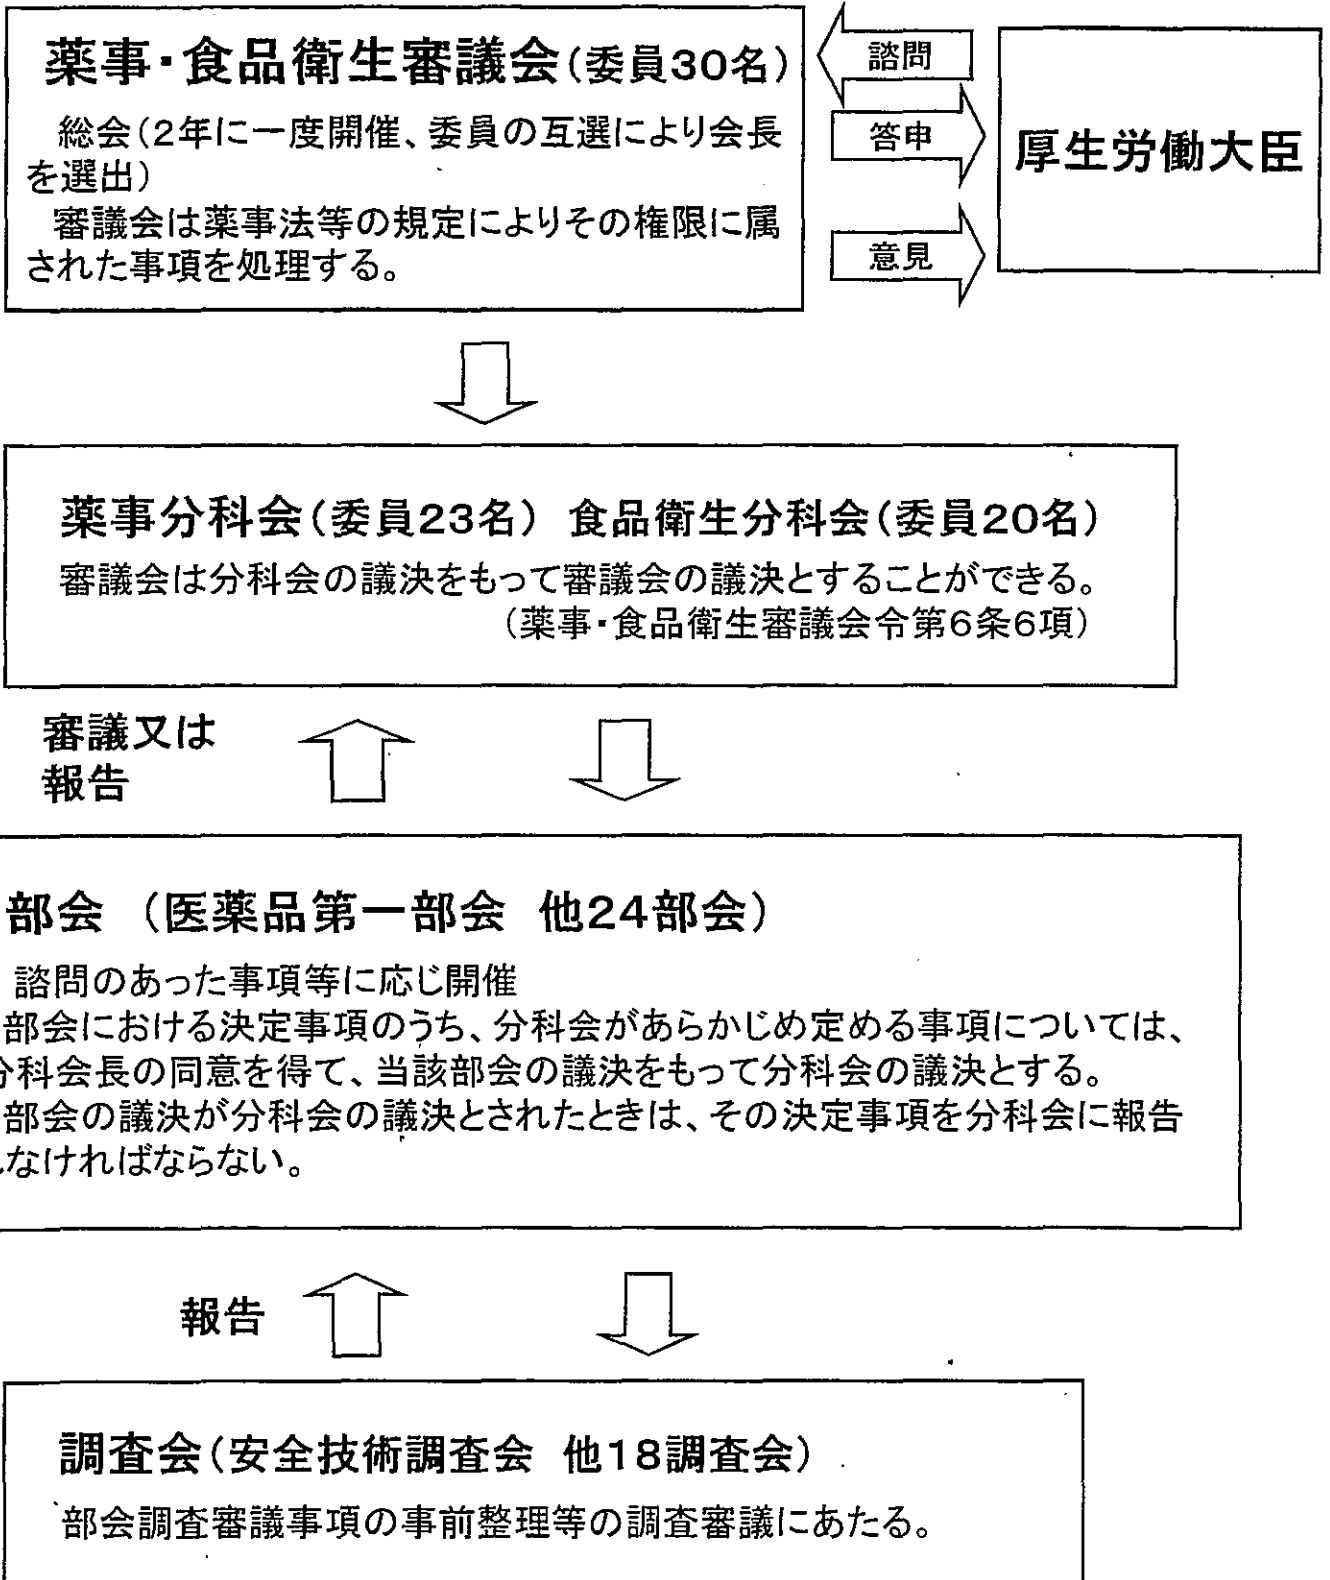 薬事・食品衛生審議会(委員30名)
総会(2年に一度開催、委員の互選により会長
を選出)
審議会は薬事法等の規定によりその権限に属
された事項を処理する。
諮問
答申
意見
厚生労働大臣
薬事分科会(委員23名) 食品衛生分科会(委員20名)
審議会は分科会の議決をもって審議会の議決とすることができる。
(薬事・食品衛生審議会令第6条6項)
審議又は
報告
部会 (医薬品第一部会 他24部会)
諮問のあった事項等に応じ開催
部会における決定事項のうち、分科会があらかじめ定める事項については、
分科会長の同意を得て、当該部会の議決をもって分科会の議決とする。
部会の議決が分科会の議決とされたときは、その決定事項を分科会に報告
しなければならない。
報告
調査会(安全技術調査会 他18調査会)
部会調査審議事項の事前整理等の調査審議にあたる。